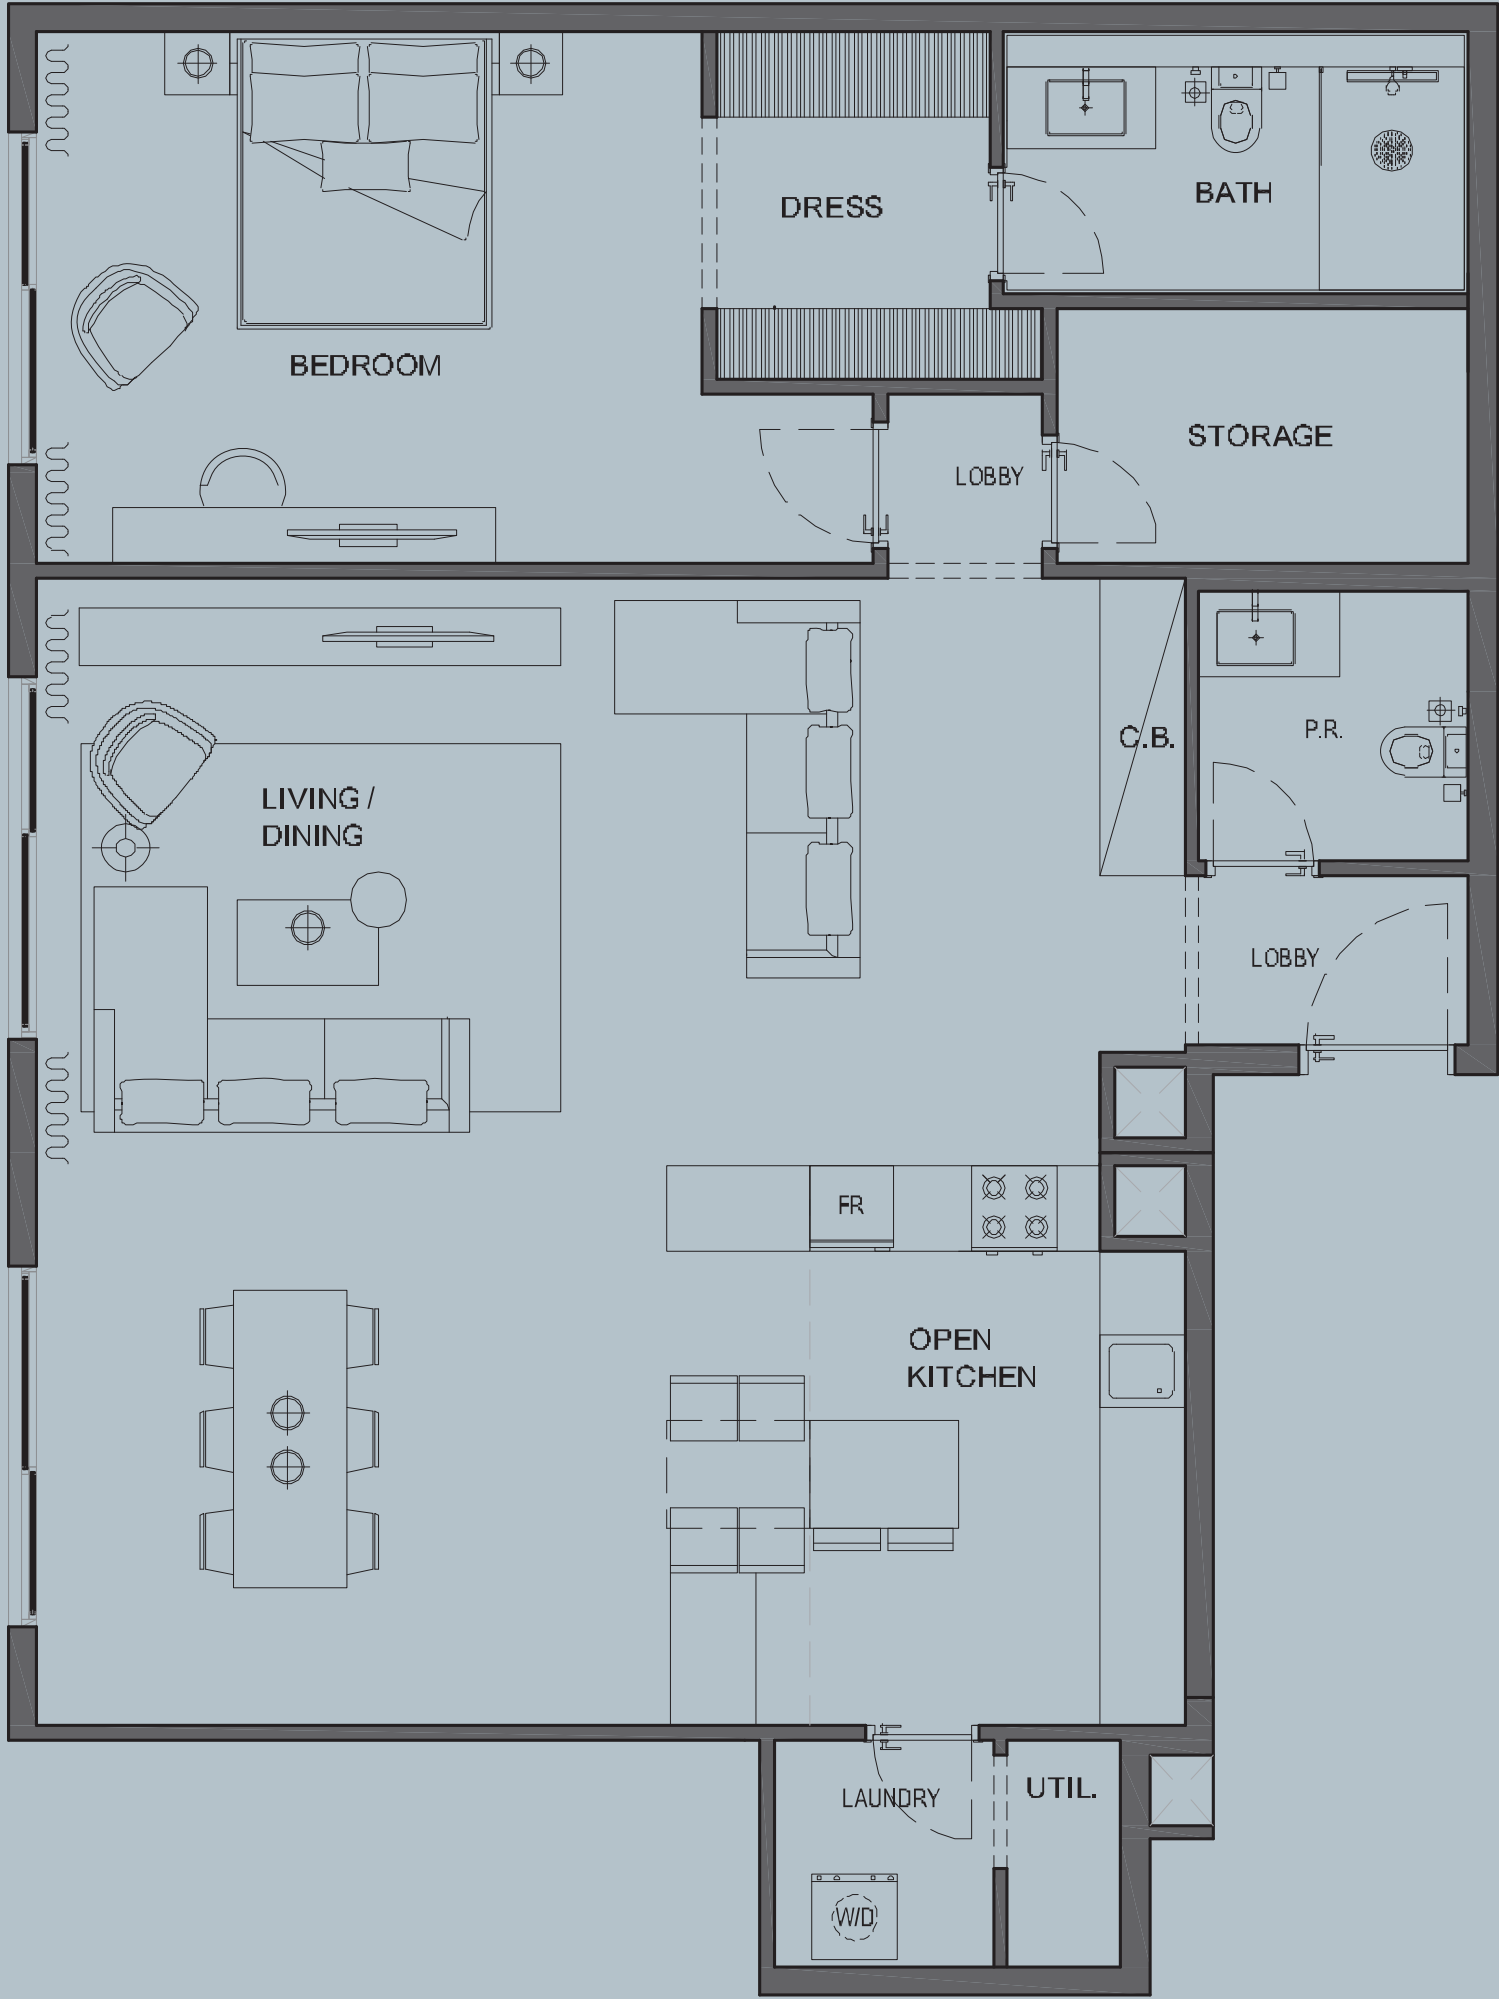 DRESS
BATH
BEDROOM
STORAGE
LOBBY
C.B.
P.R.
LIVING /
DINING
LOBBY
FR
OPEN
KITCHEN
LAUNDRY
UTIL.
W/D